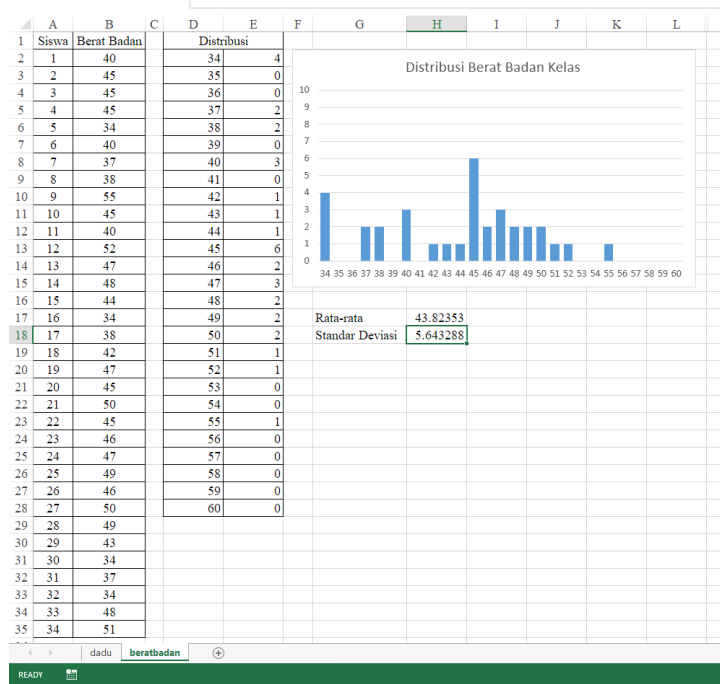 A B C D E F G H I J K L
1 Siswa Berat Badan Distribusi
2 1 40 34 4
3 2 45 35 0
4 3 45 36 0
5 4 45 37 2
6 5 34 38 2
7 6 40 39 0
8 7 37 40 3
9 8 38 41 0
10 9 55 42 1
11 10 45 43 1
12 11 40 44 1
13 12 52 45 6
14 13 47 46 2
15 14 48 47 3
16 15 44 48 2
17 16 34 49 2
18 17 38 50 2
19 18 42 51 1
20 19 47 52 1
21 20 45 53 0
22 21 50 54 0
23 22 45 55 1
24 23 46 56 0
25 24 47 57 0
26 25 49 58 0
27 26 46 59 0
28 27 50 60 0
29 28 49
30 29 43
31 30 34
32 31 37
33 32 34
34 33 48
35 34 51
Distribusi Berat Badan Kelas
10
9
8
7
6
5
4
3
2
1
0
34 35 36 37 38 39 40 41 42 43 44 45 46 47 48 49 50 51 52 53 54 55 56 57 58 59 60
Rata-rata 43.82353
Standar Deviasi 5.643288
dadu beratbadan
READY